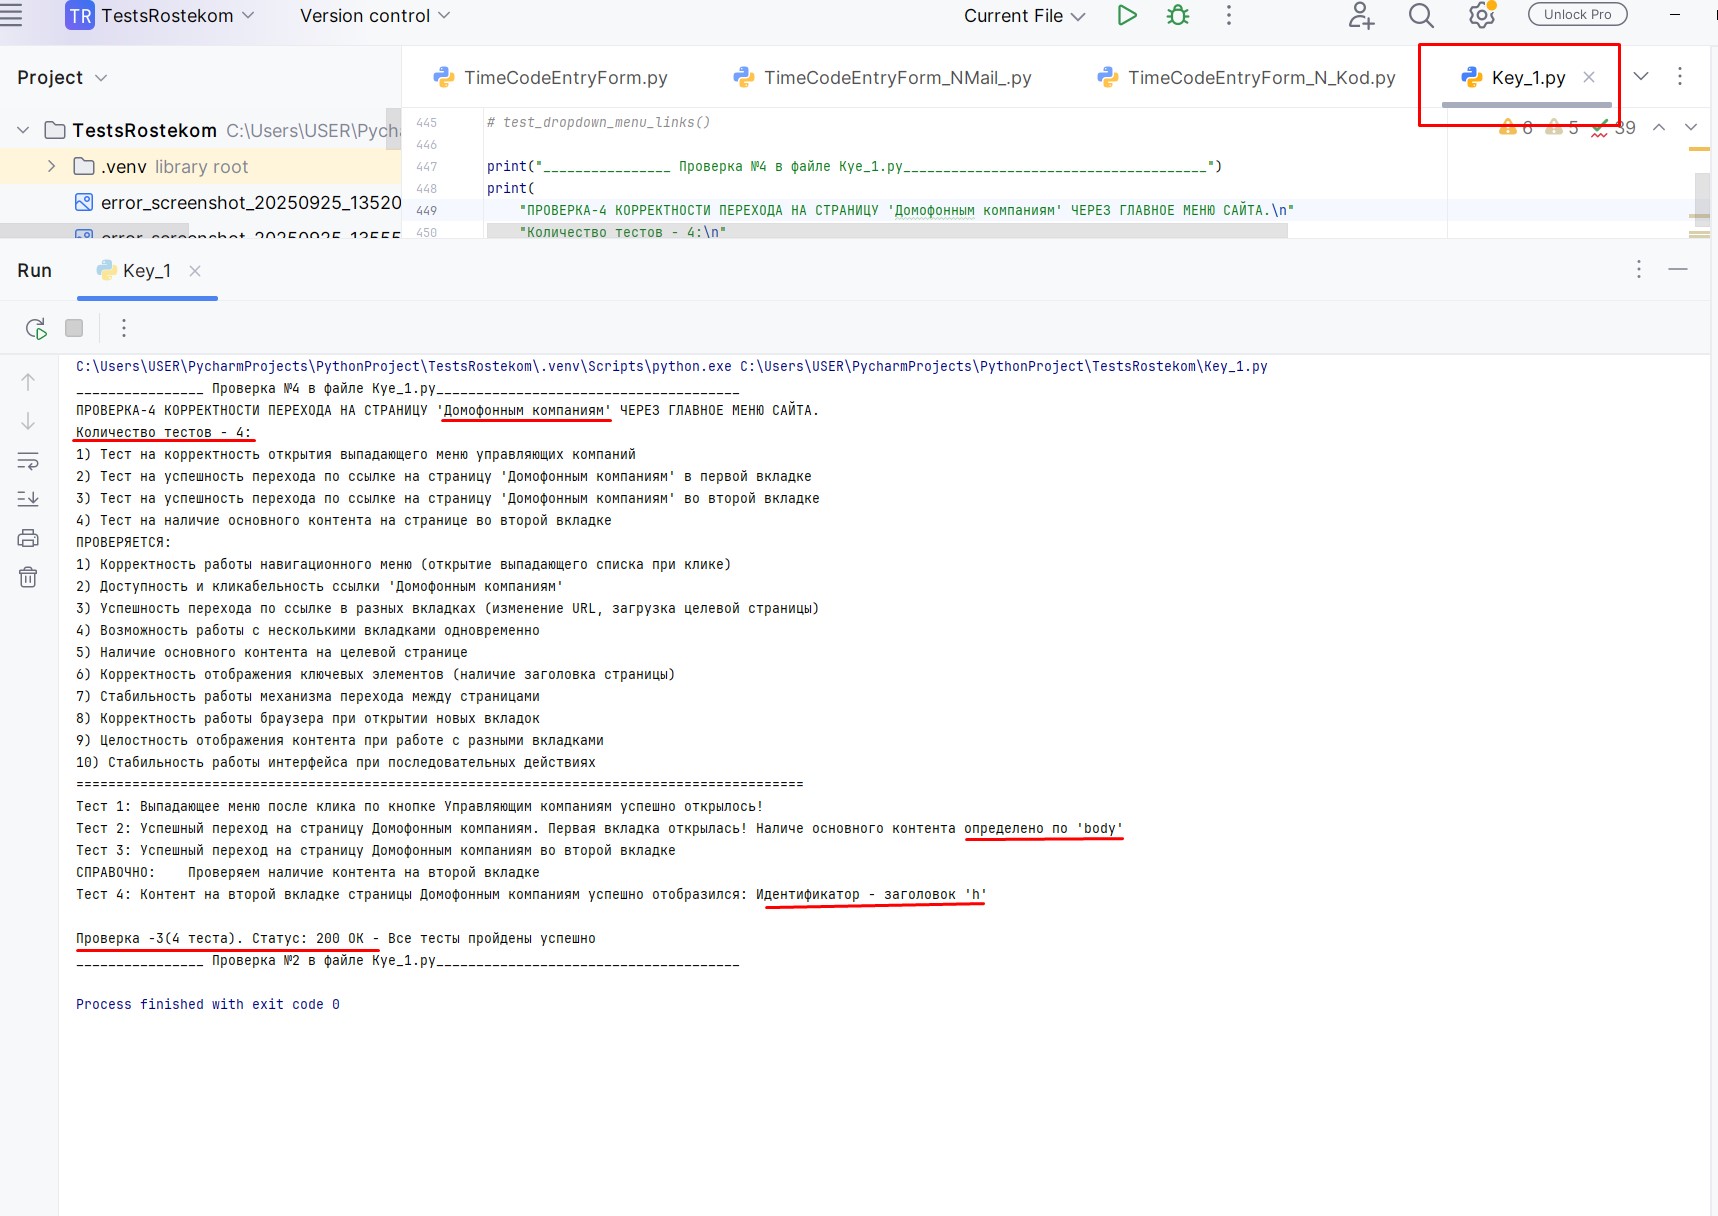 TR TestsRostekom Version control Current File Unlock Pro
Project TimeCodeEntryForm.py TimeCodeEntryForm_NMail_.py TimeCodeEntryForm_N_Kod.py Key_1.py
TestsRostekom C:\Users\USER\Pych
.venv library root
error_screenshot_20250925_13520
error_screenshot_20250925_13555
6 5 39
445 # test_dropdown_menu_links()
446
447 print("________________ Проверка №4 в файле Kye_1.py______________________________________")
448 print(
449 "ПРОВЕРКА-4 КОРРЕКТНОСТИ ПЕРЕХОДА НА СТРАНИЦУ 'Домофонным компаниям' ЧЕРЕЗ ГЛАВНОЕ МЕНЮ САЙТА.\n"
450 "Количество тестов - 4:\n"
Run Key_1
C:\Users\USER\PycharmProjects\PythonProject\TestsRostekom\.venv\Scripts\python.exe C:\Users\USER\PycharmProjects\PythonProject\TestsRostekom\Key_1.py
________________ Проверка №4 в файле Kye_1.py______________________________________
ПРОВЕРКА-4 КОРРЕКТНОСТИ ПЕРЕХОДА НА СТРАНИЦУ 'Домофонным компаниям' ЧЕРЕЗ ГЛАВНОЕ МЕНЮ САЙТА.
Количество тестов - 4:
1) Тест на корректность открытия выпадающего меню управляющих компаний
2) Тест на успешность перехода по ссылке на страницу 'Домофонным компаниям' в первой вкладке
3) Тест на успешность перехода по ссылке на страницу 'Домофонным компаниям' во второй вкладке
4) Тест на наличие основного контента на странице во второй вкладке
ПРОВЕРЯЕТСЯ:
1) Корректность работы навигационного меню (открытие выпадающего списка при клике)
2) Доступность и кликабельность ссылки 'Домофонным компаниям'
3) Успешность перехода по ссылке в разных вкладках (изменение URL, загрузка целевой страницы)
4) Возможность работы с несколькими вкладками одновременно
5) Наличие основного контента на целевой странице
6) Корректность отображения ключевых элементов (наличие заголовка страницы)
7) Стабильность работы механизма перехода между страницами
8) Корректность работы браузера при открытии новых вкладок
9) Целостность отображения контента при работе с разными вкладками
10) Стабильность работы интерфейса при последовательных действиях
===========================================================================================
Тест 1: Выпадающее меню после клика по кнопке Управляющим компаниям успешно открылось!
Тест 2: Успешный переход на страницу Домофонным компаниям. Первая вкладка открылась! Наличе основного контента определено по 'body'
Тест 3: Успешный переход на страницу Домофонным компаниям во второй вкладке
СПРАВОЧНО: Проверяем наличие контента на второй вкладке
Тест 4: Контент на второй вкладке страницы Домофонным компаниям успешно отобразился: Идентификатор - заголовок 'h'
Проверка -3(4 теста). Статус: 200 ОК - Все тесты пройдены успешно
________________ Проверка №2 в файле Kye_1.py______________________________________
Process finished with exit code 0